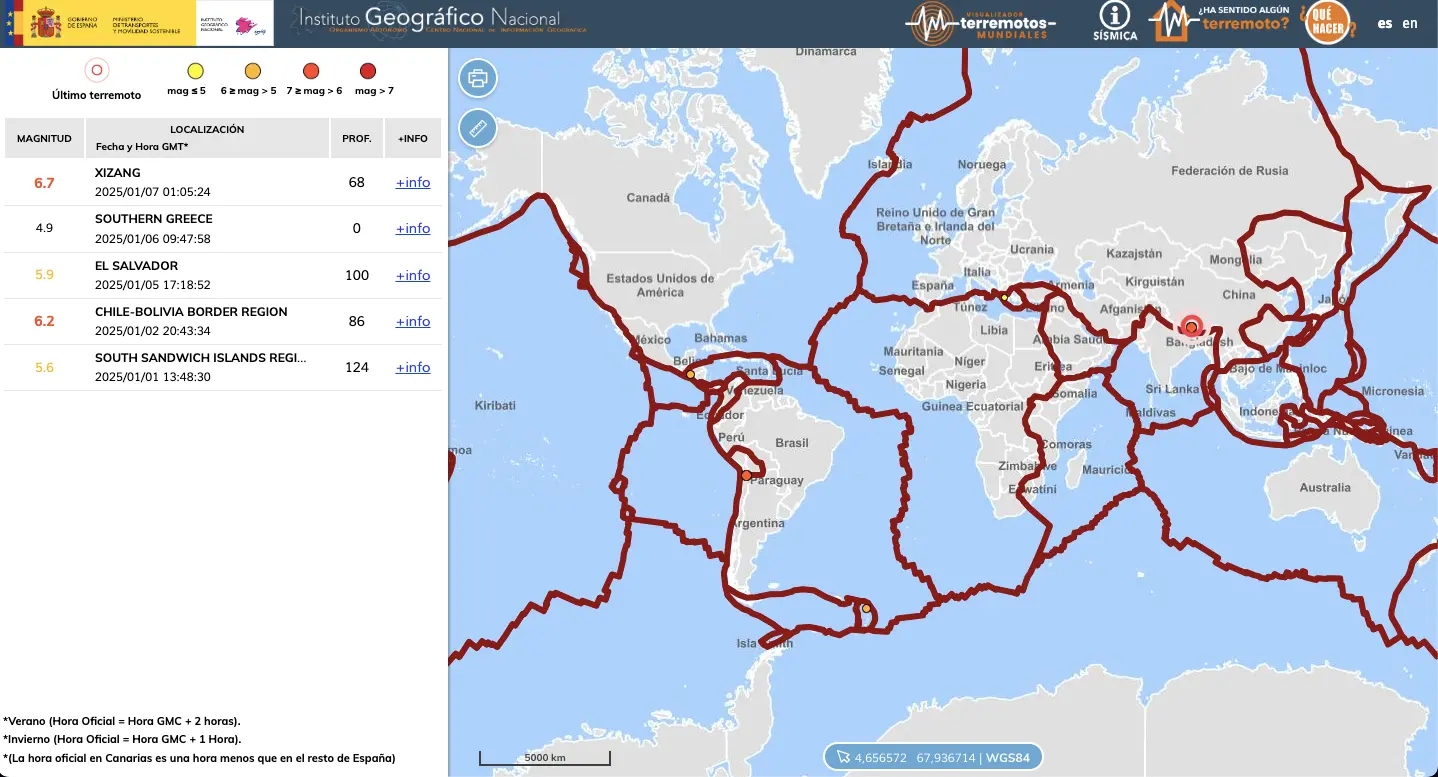 GOBIERNO DE ESPAÑA
MINISTERIO DE TRANSPORTES Y MOVILIDAD SOSTENIBLE
INSTITUTO GEOGRÁFICO NACIONAL
Instituto Geográfico Nacional
ORGANISMO AUTÓNOMO CENTRO NACIONAL DE INFORMACIÓN GEOGRÁFICA
VISUALIZADOR
terremotos
MUNDIALES
SÍSMICA
¿HA SENTIDO ALGÚN
terremoto?
¿QUÉ
HACER?
es en
Último terremoto
mag ≤ 5 6 ≥ mag > 5 7 ≥ mag > 6 mag > 7
MAGNITUD LOCALIZACIÓN PROF. +INFO
Fecha y Hora GMT*
6.7 XIZANG 68 +info
2025/01/07 01:05:24
4.9 SOUTHERN GREECE 0 +info
2025/01/06 09:47:58
5.9 EL SALVADOR 100 +info
2025/01/05 17:18:52
6.2 CHILE-BOLIVIA BORDER REGION 86 +info
2025/01/02 20:43:34
5.6 SOUTH SANDWICH ISLANDS REGI... 124 +info
2025/01/01 13:48:30
*Verano (Hora Oficial = Hora GMC + 2 horas).
*Invierno (Hora Oficial = Hora GMC + 1 Hora).
*(La hora oficial en Canarias es una hora menos que en el resto de España)
Dinamarca
Islandia
Noruega
Federación de Rusia
Canadá
Reino Unido de Gran
Bretaña e Irlanda del
Norte
Ucrania
Kazajstán
Mongolia
Italia
Estados Unidos de
América
España
Armenia
Kirguistán
China
Túnez
Afganistán
Libia
México
Bahamas
Arabia Saudí
Bangladesh
Mauritania
Níger
Santa Lucía
Senegal
Eritrea
Bajo de Masinloc
Venezuela
Nigeria
Somalia
Sri Lanka
Micronesia
Kiribati
Guinea Ecuatorial
Maldivas
Ecuador
Perú
Brasil
Comoras
Zimbabwe
Mauricio
Paraguay
Eswatini
Australia
Argentina
5000 km
4,656572 67,936714 | WGS84